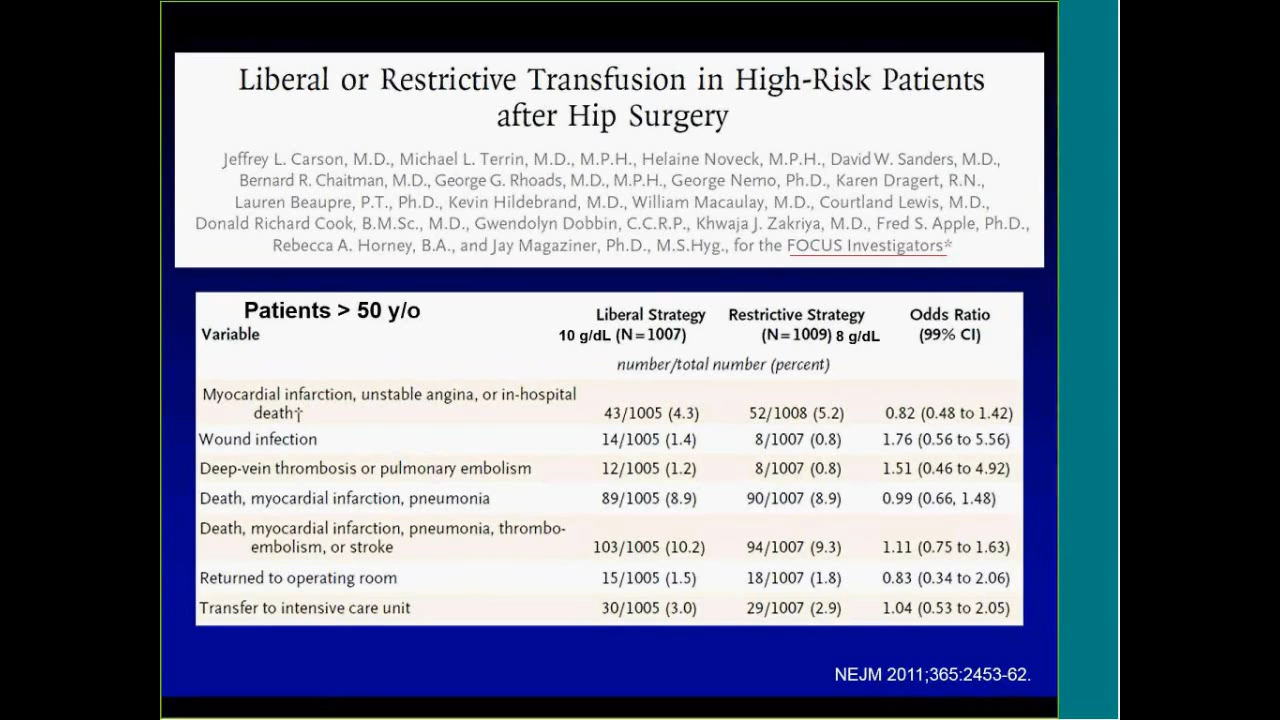 Liberal or Restrictive Transfusion in High-Risk Patients
after Hip Surgery
Jeffrey L. Carson, M.D., Michael L. Terrin, M.D., M.P.H., Helaine Noveck, M.P.H., David W. Sanders, M.D.,
Bernard R. Chaitman, M.D., George G. Rhoads, M.D., M.P.H., George Nemo, Ph.D., Karen Dragert, R.N.,
Lauren Beaupre, P.T., Ph.D., Kevin Hildebrand, M.D., William Macaulay, M.D., Courtland Lewis, M.D.,
Donald Richard Cook, B.M.Sc., M.D., Gwendolyn Dobbin, C.C.R.P., Khwaja J. Zakriya, M.D., Fred S. Apple, Ph.D.,
Rebecca A. Horney, B.A., and Jay Magaziner, Ph.D., M.S.Hyg., for the FOCUS Investigators*
Patients > 50 y/o Liberal Strategy Restrictive Strategy Odds Ratio
Variable 10 g/dL (N=1007) (N=1009) 8 g/dL (99% CI)
number/total number (percent)
Myocardial infarction, unstable angina, or in-hospital
death† 43/1005 (4.3) 52/1008 (5.2) 0.82 (0.48 to 1.42)
Wound infection 14/1005 (1.4) 8/1007 (0.8) 1.76 (0.56 to 5.56)
Deep-vein thrombosis or pulmonary embolism 12/1005 (1.2) 8/1007 (0.8) 1.51 (0.46 to 4.92)
Death, myocardial infarction, pneumonia 89/1005 (8.9) 90/1007 (8.9) 0.99 (0.66, 1.48)
Death, myocardial infarction, pneumonia, thrombo-
embolism, or stroke 103/1005 (10.2) 94/1007 (9.3) 1.11 (0.75 to 1.63)
Returned to operating room 15/1005 (1.5) 18/1007 (1.8) 0.83 (0.34 to 2.06)
Transfer to intensive care unit 30/1005 (3.0) 29/1007 (2.9) 1.04 (0.53 to 2.05)
NEJM 2011;365:2453-62.